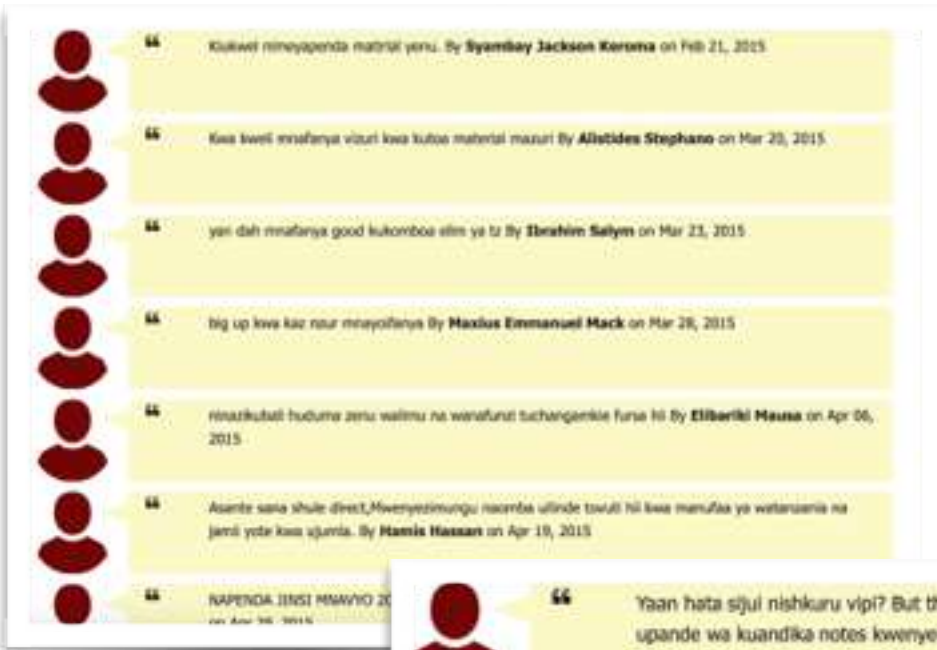 Kiukwel nimeyapenda matrial yenu. By Syambay Jackson Keroma on Feb 21, 2015
Kwa kweli mnafanya vizuri kwa kutoa material mazuri By Alistides Stephano on Mar 20, 2015
yan dah mnafanya good kukomboa elim ya tz By Ibrahim Salym on Mar 23, 2015
big up kwa kaz nzur mnayoifanya By Maxius Emmanuel Mack on Mar 28, 2015
ninazikubali huduma zenu walimu na wanafunzi tuchangamkie fursa hii By Elibariki Mausa on Apr 06,
2015
Asante sana shule direct,Mwenyezimungu naomba ulinde tovuti hii kwa manufaa ya watanzania na
jamii yote kwa ujumla. By Hamis Hassan on Apr 19, 2015
NAPENDA JINSI MNAVYO
2015
Yaan hata sijui nishkuru vipi? But
upande wa kuandika notes kwenye